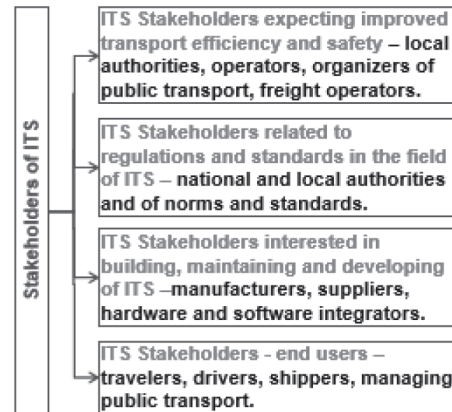 Stakeholders of ITS
ITS Stakeholders expecting improved
transport efficiency and safety – local
authorities, operators, organizers of
public transport, freight operators.
ITS Stakeholders related to
regulations and standards in the field
of ITS – national and local authorities
and of norms and standards.
ITS Stakeholders interested in
building, maintaining and developing
of ITS –manufacturers, suppliers,
hardware and software integrators.
ITS Stakeholders - end users –
travelers, drivers, shippers, managing
public transport.